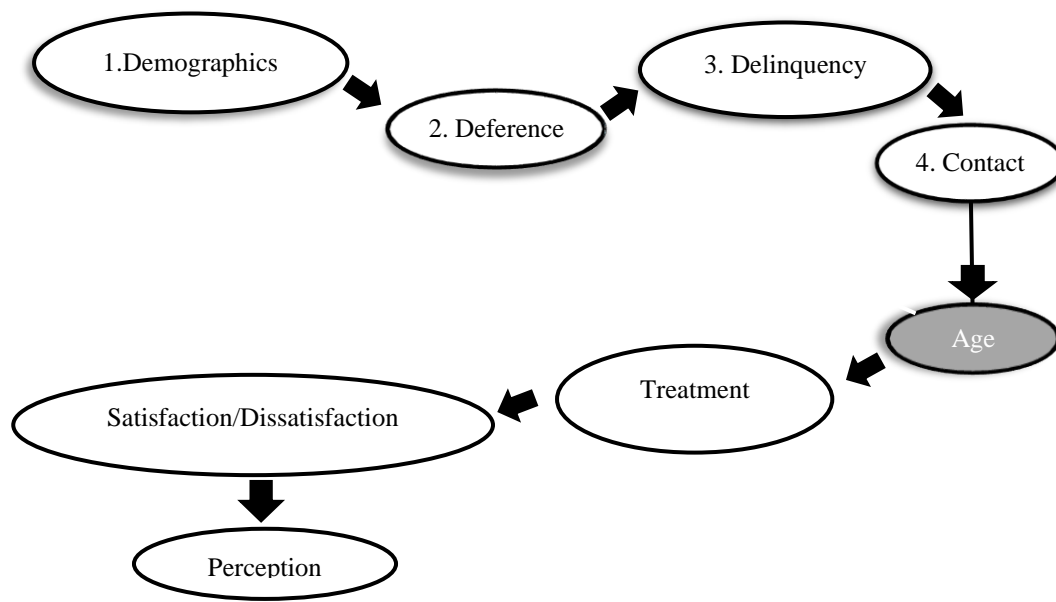 1.Demographics
2. Deference
3. Delinquency
4. Contact
Age
Treatment
Satisfaction/Dissatisfaction
Perception